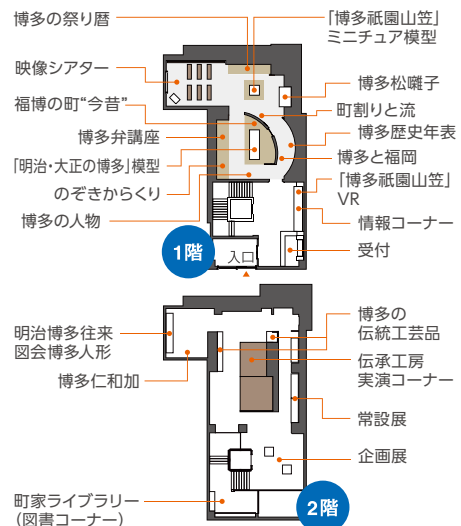 博多の祭り暦
「博多祇園山笠」
ミニチュア模型
映像シアター
博多松囃子
福博の町“今昔”
町割りと流
博多弁講座
博多歴史年表
「明治・大正の博多」模型
博多と福岡
のぞきからくり
「博多祇園山笠」
VR
博多の人物
情報コーナー
1階
入口
受付
博多の
伝統工芸品
明治博多往来
図会博多人形
伝承工房
実演コーナー
博多仁和加
常設展
企画展
町家ライブラリー
(図書コーナー)
2階